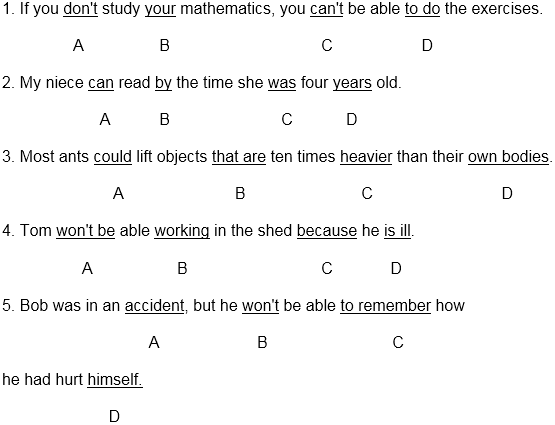 1. If you don't study your mathematics, you can't be able to do the exercises.
A B C D
2. My niece can read by the time she was four years old.
A B C D
3. Most ants could lift objects that are ten times heavier than their own bodies.
A B C D
4. Tom won't be able working in the shed because he is ill.
A B C D
5. Bob was in an accident, but he won't be able to remember how
A B C
he had hurt himself.
D